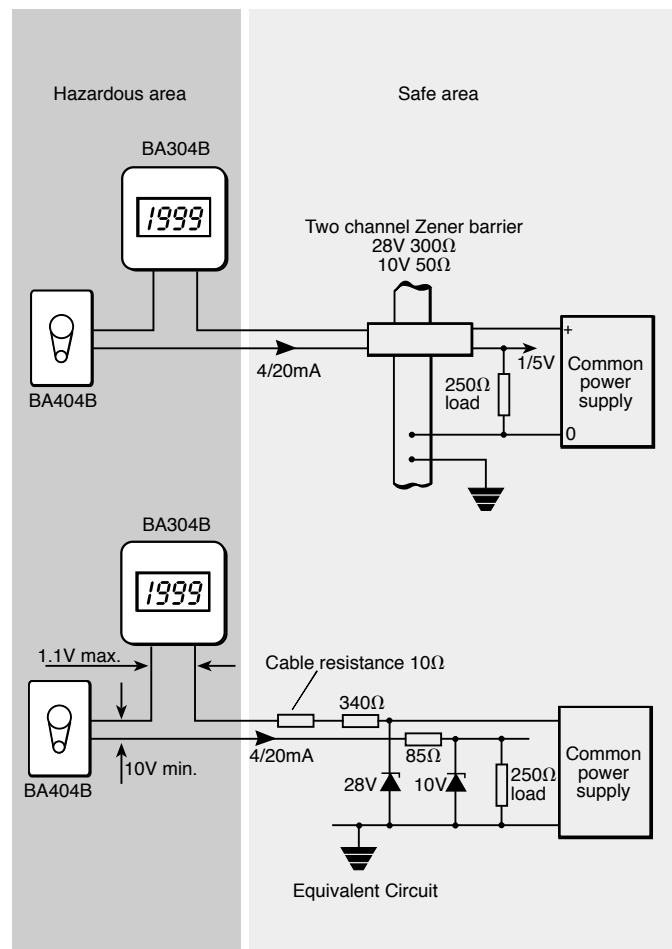 Hazardous area
Safe area
BA304B
1999
Two channel Zener barrier
28V 300Ω
10V 50Ω
BA404B
4/20mA
+
1/5V
250Ω
load
Common
power
supply
0
BA304B
1999
1.1V max.
Cable resistance 10Ω
340Ω
4/20mA
85Ω
10V min.
BA404B
28V
10V
250Ω
load
Common
power
supply
Equivalent Circuit